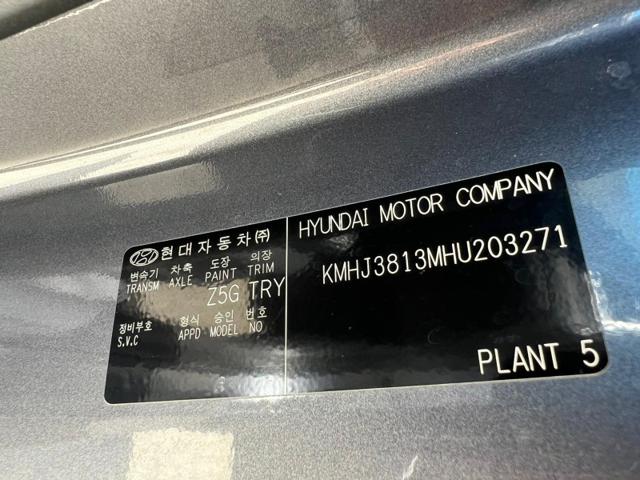 현대자동차㈜
변속기 차축 도장 의장
TRANSM AXLE PAINT TRIM
Z5G TRY
정비부호 형식 승인 번호
S.V.C APPD MODEL NO
HYUNDAI MOTOR COMPANY
KMHJ3813MHU203271
PLANT 5